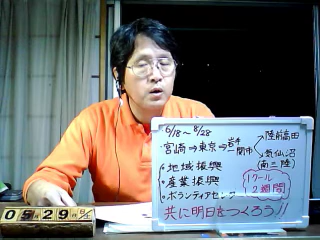 6/18～8/28
宮崎⇒東京⇒岩手一関市
陸前高田
気仙沼
(南三陸)
・地域振興
・産業振興
・ボランティアセンター
1クール
2週間
共に明日をつくろう!!
05 29